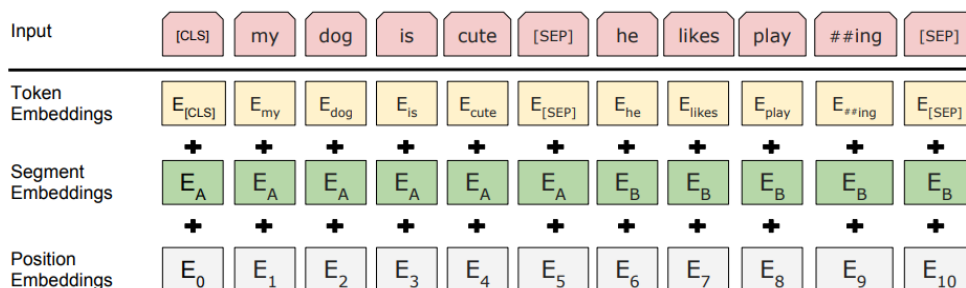 Input [CLS] my dog is cute [SEP] he likes play ##ing [SEP]
Token Embeddings E[CLS] Emy Edog Eis Ecute E[SEP] Ehe Elikes Eplay E##ing E[SEP]
+ + + + + + + + + + +
Segment Embeddings EA EA EA EA EA EA EB EB EB EB EB
+ + + + + + + + + + +
Position Embeddings E0 E1 E2 E3 E4 E5 E6 E7 E8 E9 E10